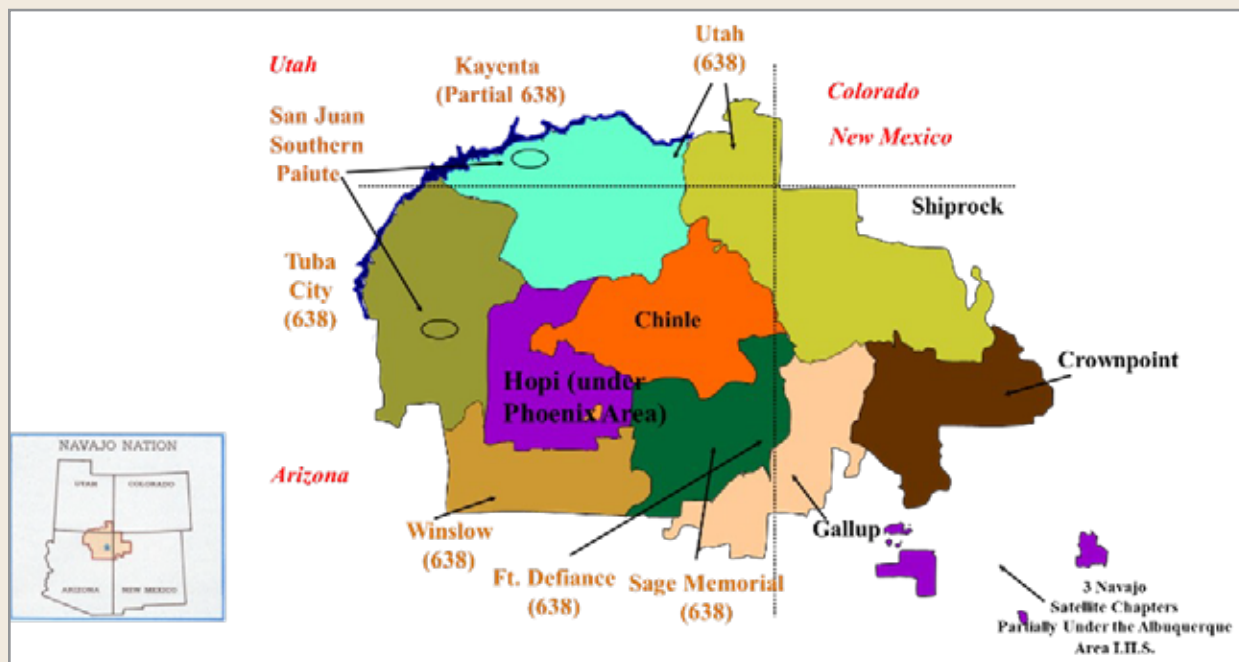 Utah
Kayenta
(Partial 638)
Utah
(638)
Colorado
New Mexico
San Juan
Southern
Paiute
Shiprock
Tuba
City
(638)
Chinle
Crownpoint
Hopi (under
Phoenix Area)
Arizona
Winslow
(638)
Ft. Defiance
(638)
Sage Memorial
(638)
Gallup
3 Navajo
Satellite Chapters
Partially Under the Albuquerque
Area I.H.S.
NAVAJO NATION
UTAH
COLORADO
ARIZONA
NEW MEXICO